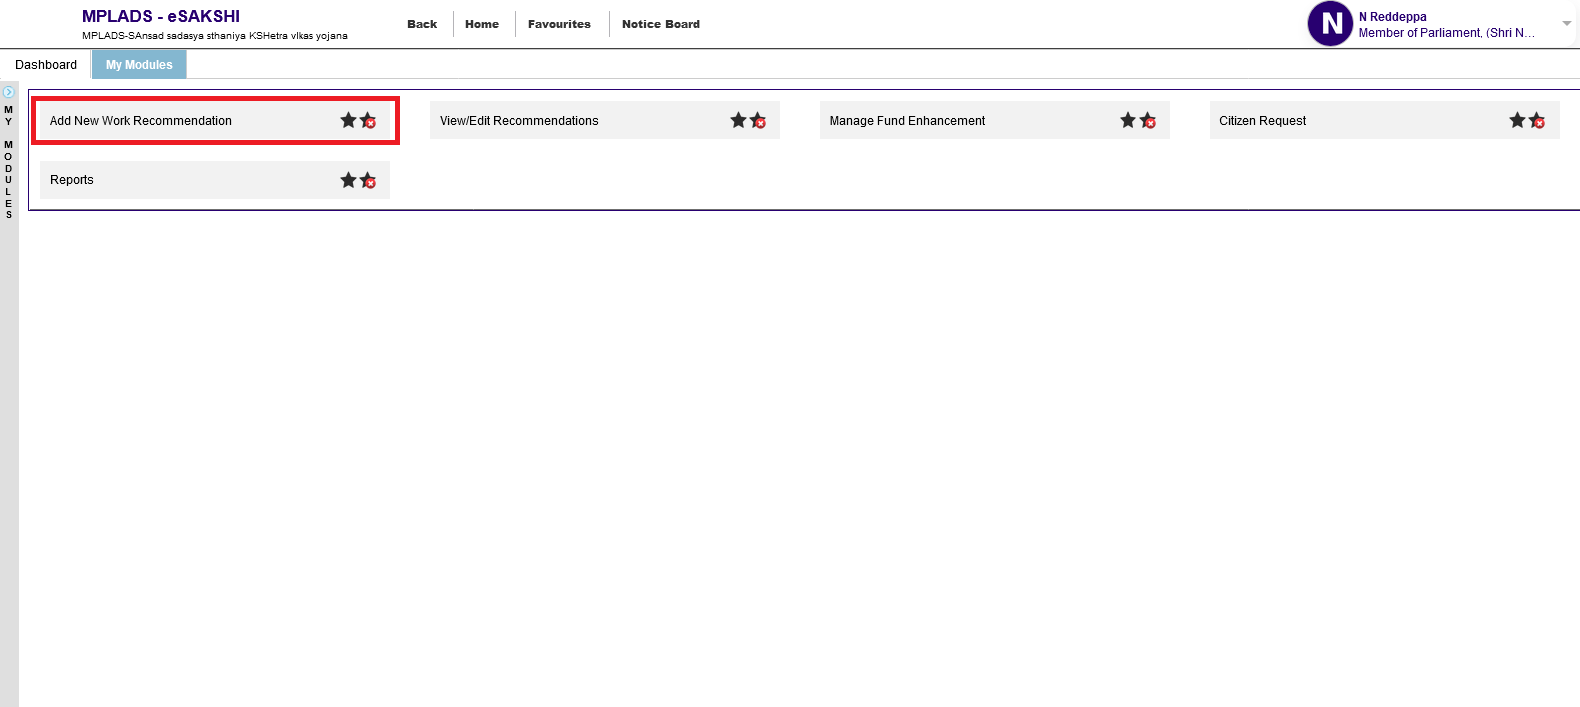 MPLADS - eSAKSHI
MPLADS-SAnsad sadasya sthaniya KSHetra vIkas yojana
Back
Home
Favourites
Notice Board
N
N Reddeppa
Member of Parliament, (Shri N...
Dashboard
My Modules
MY MODULES
Add New Work Recommendation
View/Edit Recommendations
Manage Fund Enhancement
Citizen Request
Reports